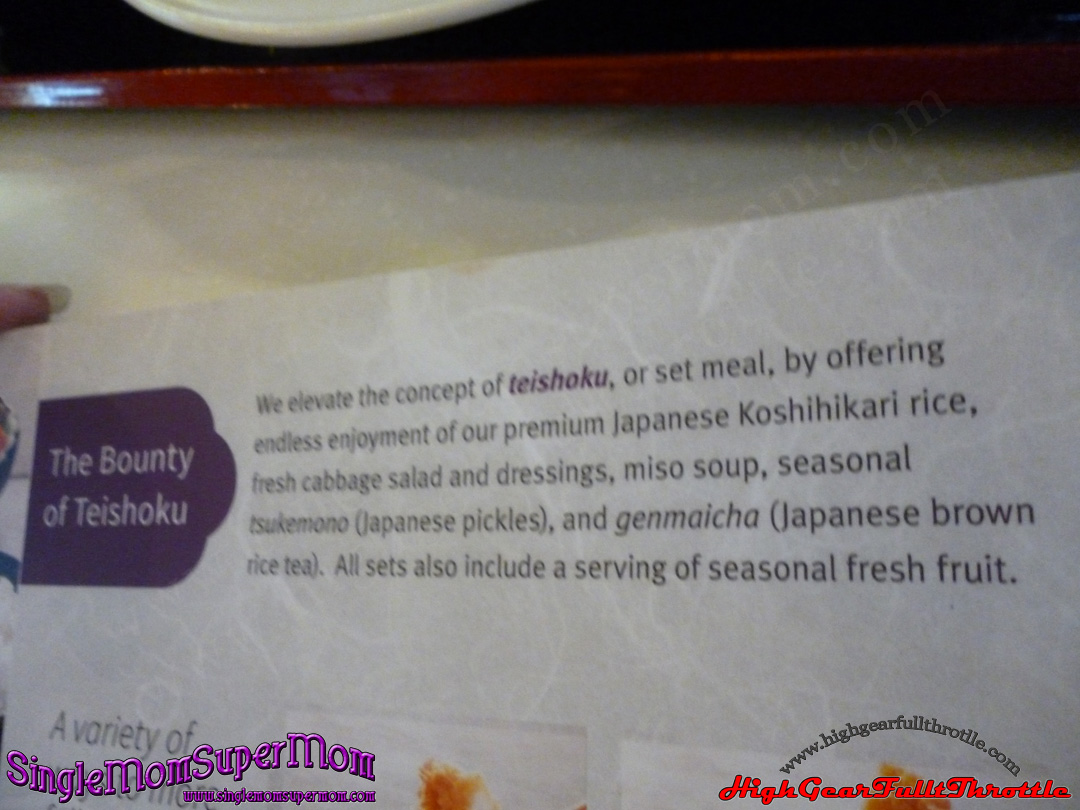 The Bounty
of Teishoku
We elevate the concept of teishoku, or set meal, by offering
endless enjoyment of our premium Japanese Koshihikari rice,
fresh cabbage salad and dressings, miso soup, seasonal
tsukemono (Japanese pickles), and genmaicha (Japanese brown
rice tea). All sets also include a serving of seasonal fresh fruit.
A variety of
SingleMomSuperMom
www.singlemomsupermom.com
www.highgearfullthrotlle.com
HighGearFulltThrottle